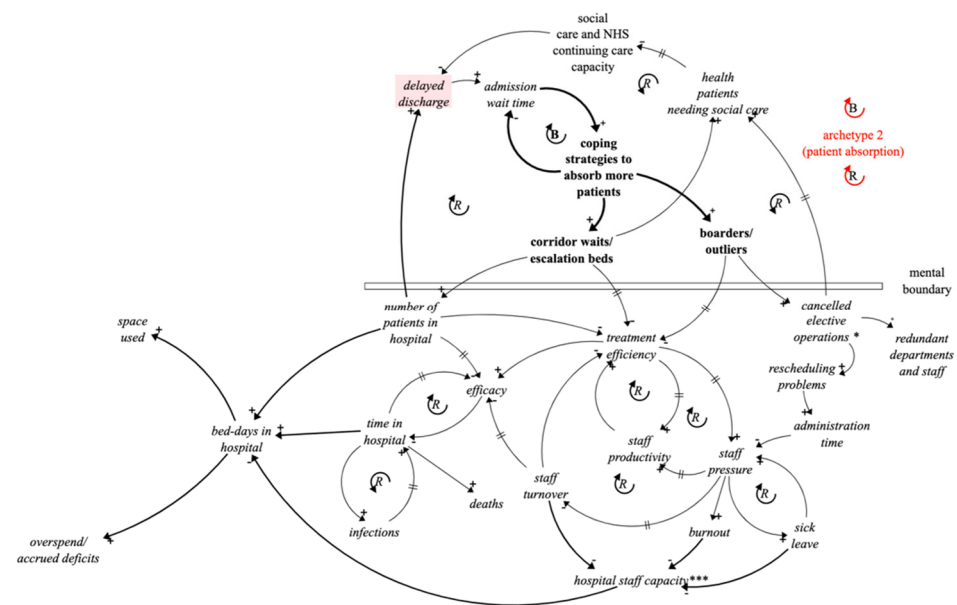 social
care and NHS
continuing care
capacity
delayed
discharge
admission
wait time
health
patients
needing social care
B
archetype 2
(patient absorption)
R
R
B
coping
strategies to
absorb more
patients
R
R
corridor waits/
escalation beds
boarders/
outliers
mental
boundary
number of
patients in
hospital
cancelled
elective
operations *
space
used
treatment
efficiency
redundant
departments
and staff
rescheduling
problems
efficacy
R
R
R
bed-days in
hospital
time in
hospital
administration
time
staff
productivity
staff
pressure
R
R
R
staff
turnover
deaths
infections
burnout
sick
leave
overspend/
accrued deficits
hospital staff capacity***